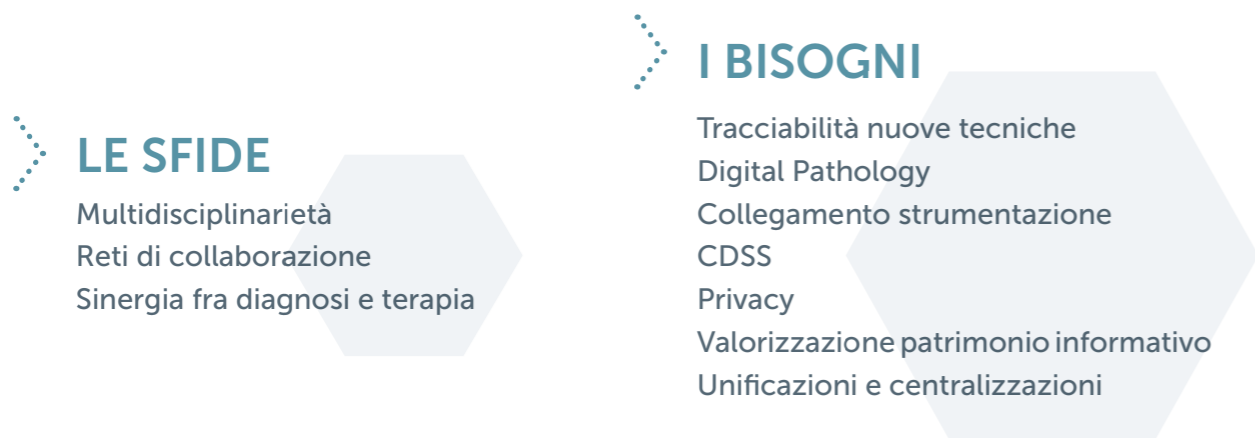 LE SFIDE
Multidisciplinarietà
Reti di collaborazione
Sinergia fra diagnosi e terapia
I BISOGNI
Tracciabilità nuove tecniche
Digital Pathology
Collegamento strumentazione
CDSS
Privacy
Valorizzazione patrimonio informativo
Unificazioni e centralizzazioni